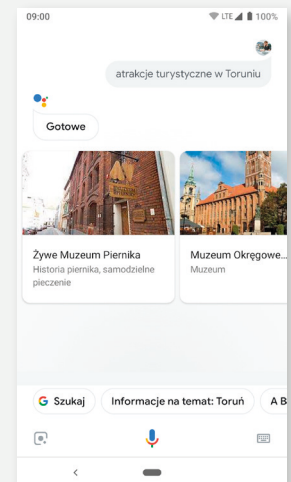 09:00 LTE 100%
atrakcje turystyczne w Toruniu
Gotowe
Żywe Muzeum Piernika
Historia piernika, samodzielne
pieczenie
Muzeum Okręgowe...
Muzeum
G Szukaj
Informacje na temat: Toruń
A B